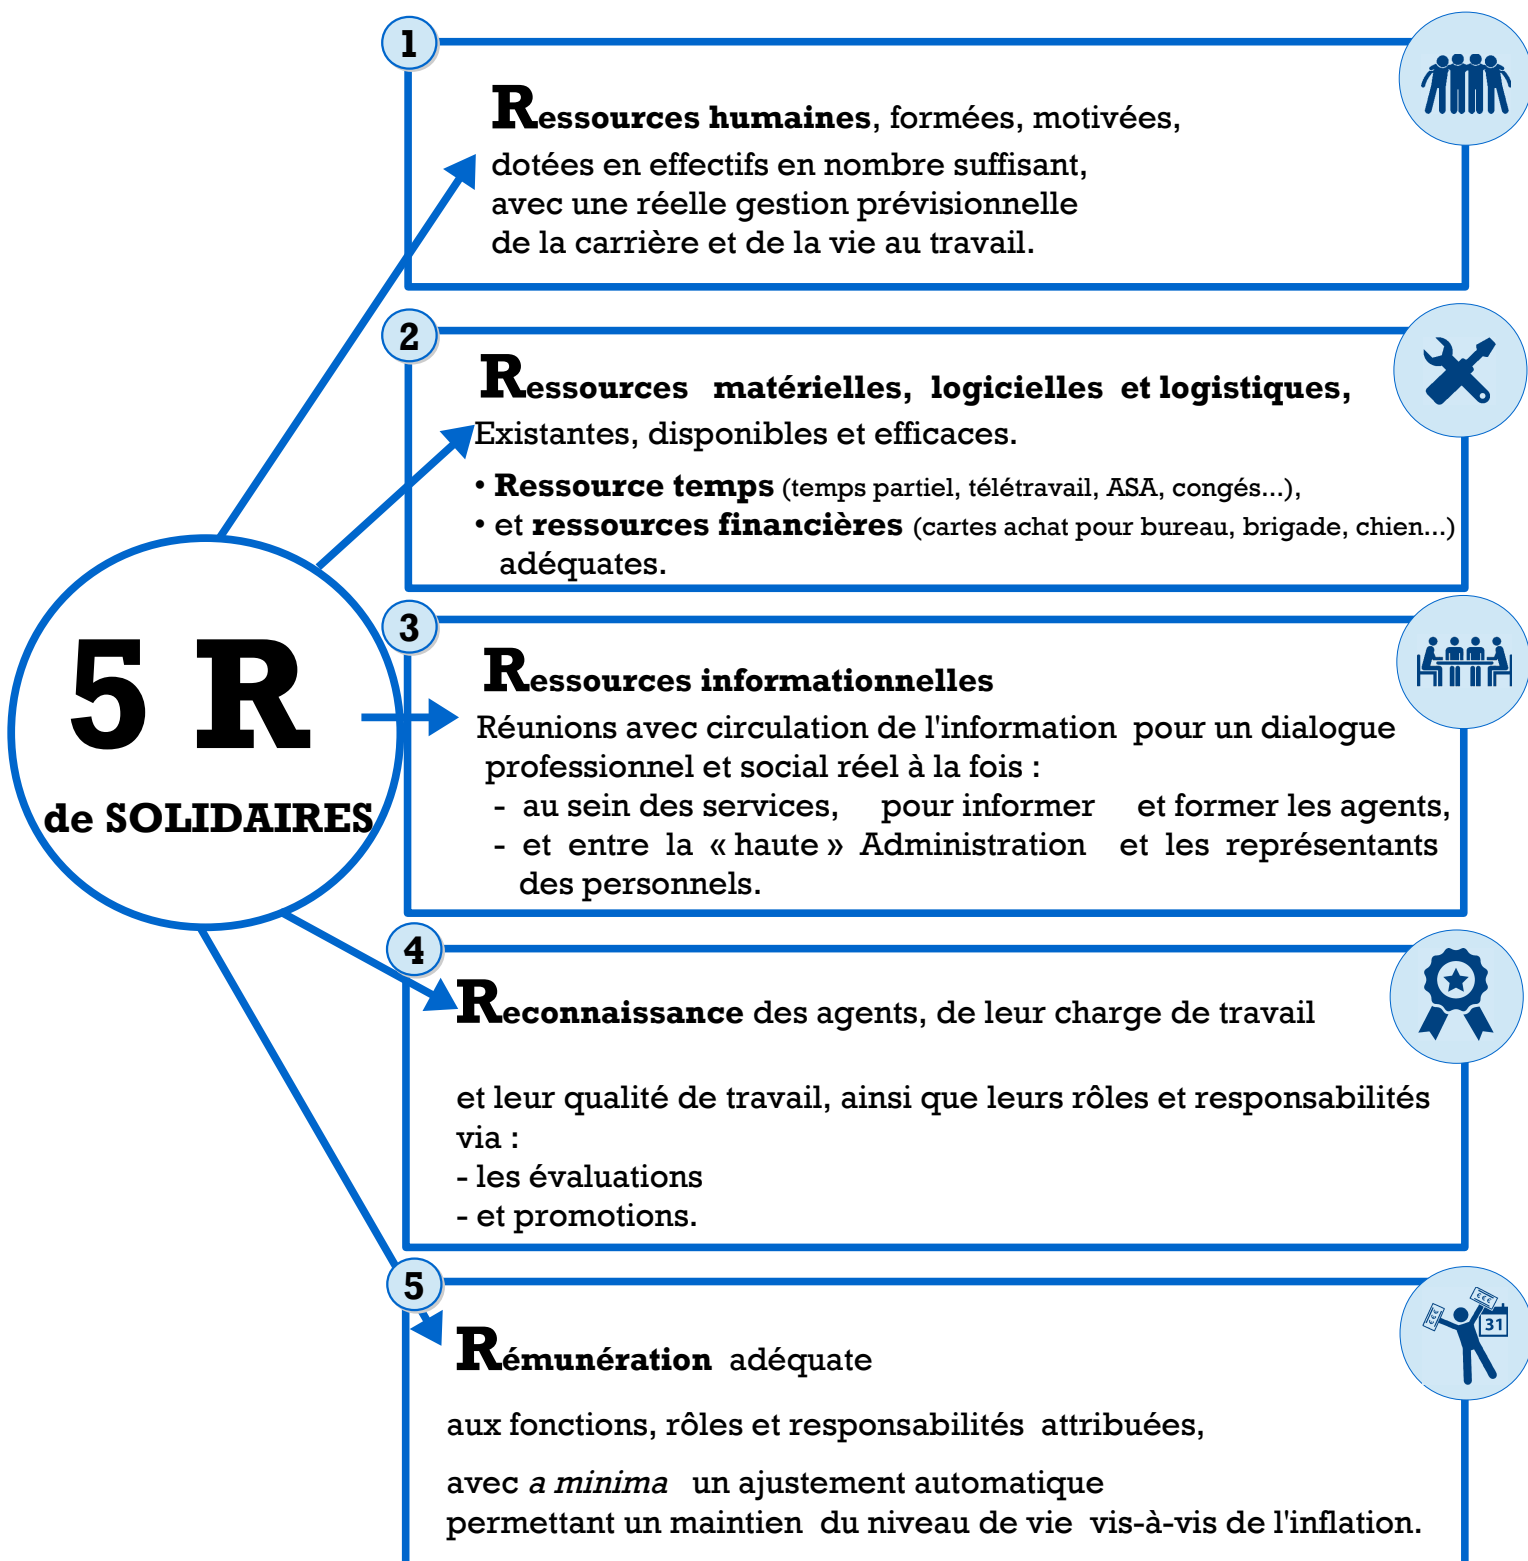 1
Ressources humaines, formées, motivées,
dotées en effectifs en nombre suffisant,
avec une réelle gestion prévisionnelle
de la carrière et de la vie au travail.
2
Ressources matérielles, logicielles et logistiques,
Existantes, disponibles et efficaces.
• Ressource temps (temps partiel, télétravail, ASA, congés...),
• et ressources financières (cartes achat pour bureau, brigade, chien...)
adéquates.
5 R
de SOLIDAIRES
3
Ressources informationnelles
Réunions avec circulation de l'information pour un dialogue
professionnel et social réel à la fois :
- au sein des services, pour informer et former les agents,
- et entre la « haute » Administration et les représentants
des personnels.
4
Reconnaissance des agents, de leur charge de travail
et leur qualité de travail, ainsi que leurs rôles et responsabilités
via :
- les évaluations
- et promotions.
5
31
Rémunération adéquate
aux fonctions, rôles et responsabilités attribuées,
avec a minima un ajustement automatique
permettant un maintien du niveau de vie vis-à-vis de l'inflation.